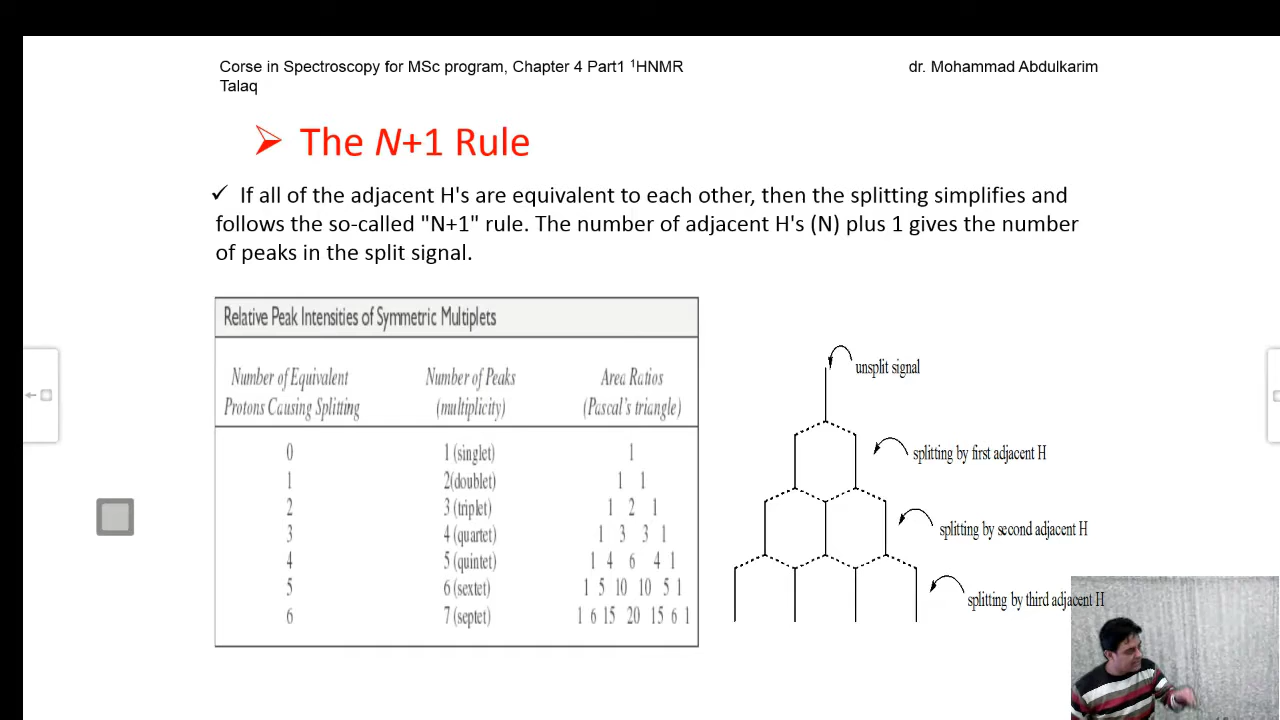 Corse in Spectroscopy for MSc program, Chapter 4 Part1 ¹HNMR dr. Mohammad Abdulkarim
Talaq
The N+1 Rule
If all of the adjacent H's are equivalent to each other, then the splitting simplifies and
follows the so-called "N+1" rule. The number of adjacent H's (N) plus 1 gives the number
of peaks in the split signal.
Relative Peak Intensities of Symmetric Multiplets
Number of Equivalent Number of Peaks Area Ratios
Protons Causing Splitting (multiplicity) (Pascal's triangle)
0 1 (singlet) 1
1 2(doublet) 1 1
2 3 (triplet) 1 2 1
3 4 (quartet) 1 3 3 1
4 5 (quintet) 1 4 6 4 1
5 6 (sextet) 1 5 10 10 5 1
6 7 (septet) 1 6 15 20 15 6 1
unsplit signal
splitting by first adjacent H
splitting by second adjacent H
splitting by third adjacent H